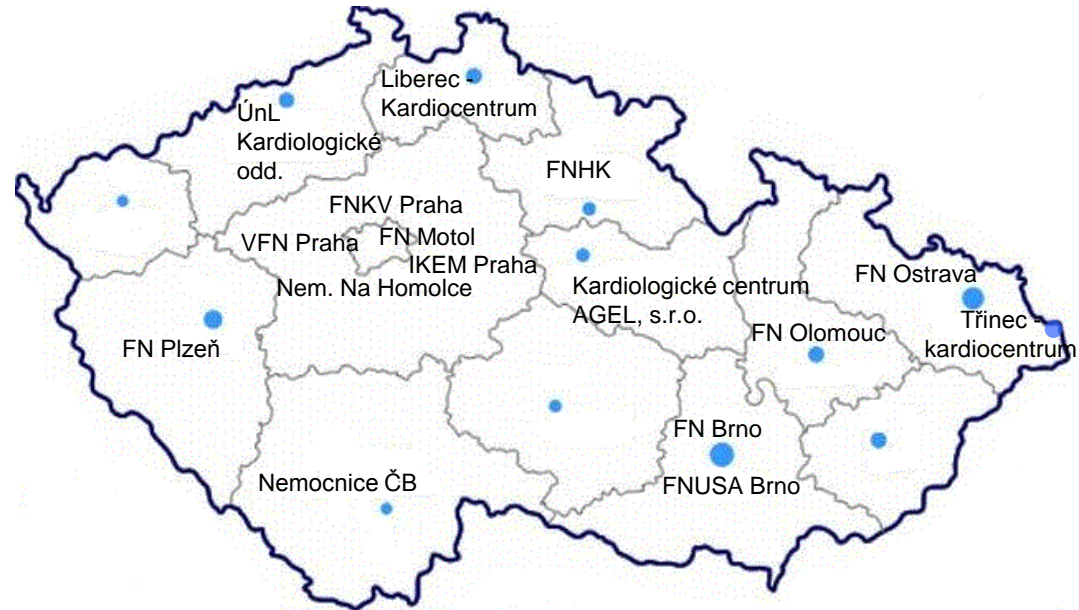 Liberec -
Kardiocentrum
ÚnL
Kardiologické
odd.
FNHK
FNKV Praha
VFN Praha
FN Motol
IKEM Praha
Nem. Na Homolce
Kardiologické centrum
AGEL, s.r.o.
FN Ostrava
Třinec -
kardiocentrum
FN Olomouc
FN Plzeň
FN Brno
FNUSA Brno
Nemocnice ČB